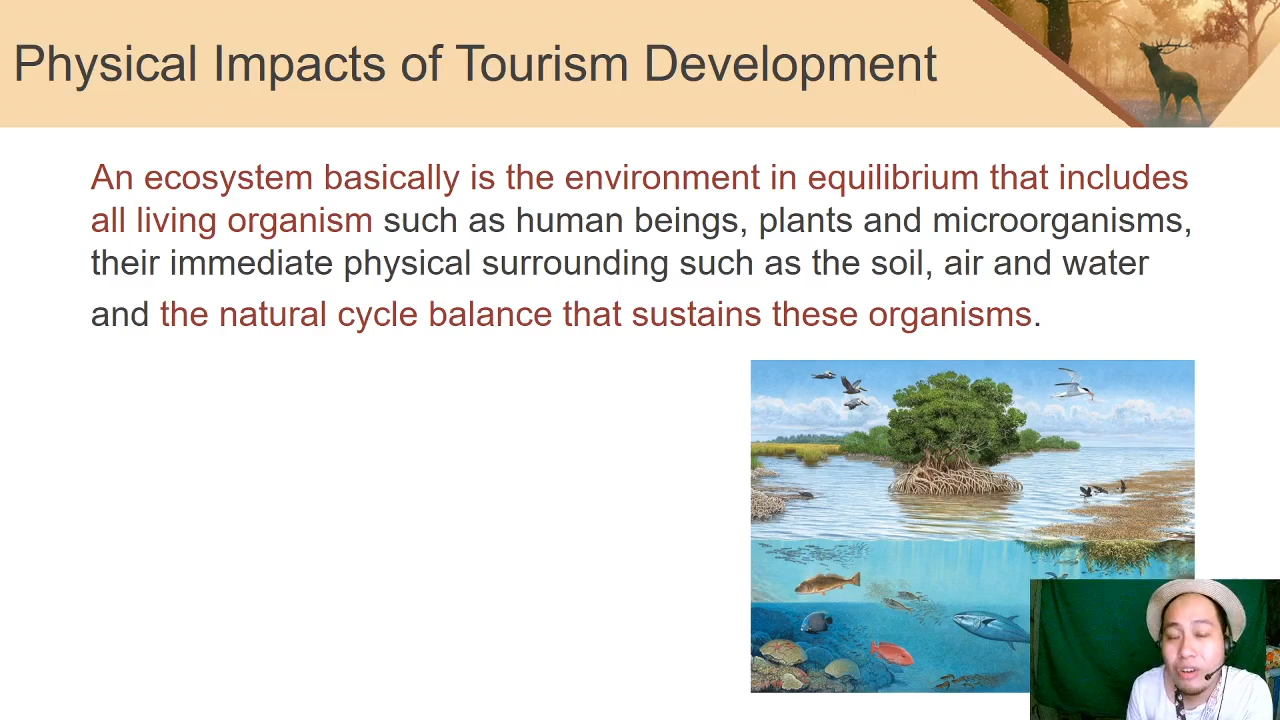 Physical Impacts of Tourism Development
An ecosystem basically is the environment in equilibrium that includes
all living organism such as human beings, plants and microorganisms,
their immediate physical surrounding such as the soil, air and water
and the natural cycle balance that sustains these organisms.